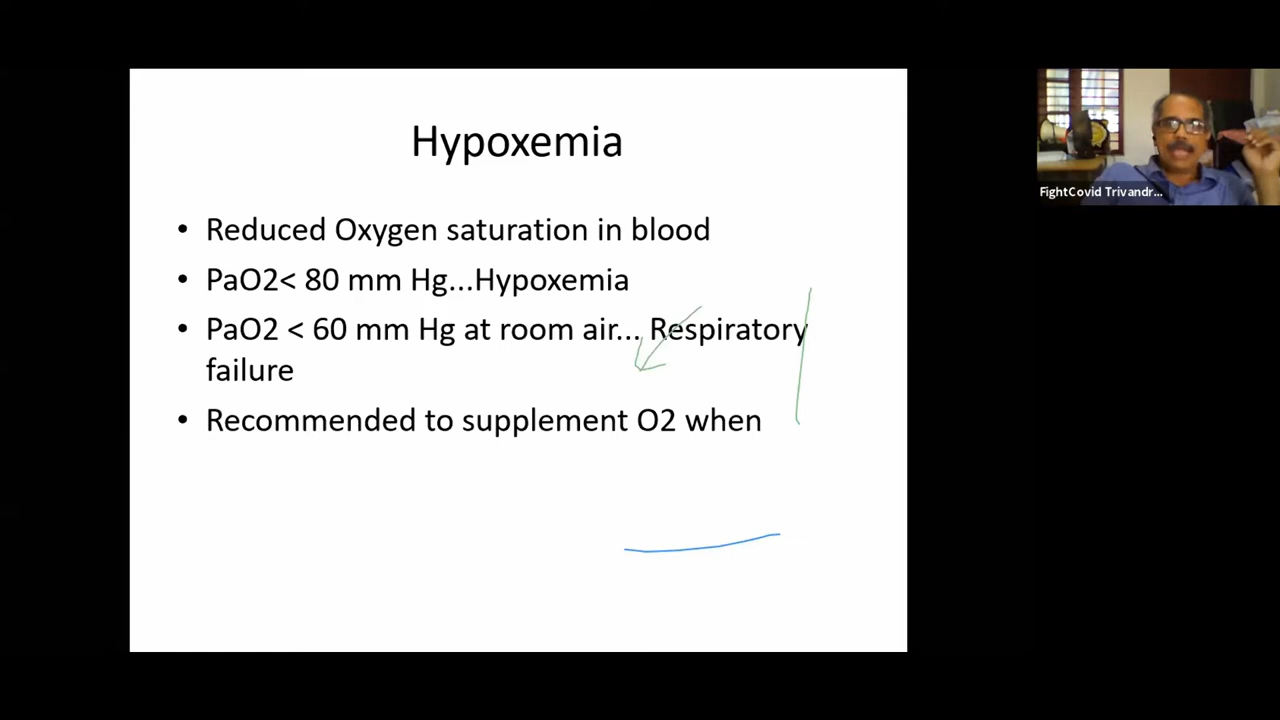 Hypoxemia
• Reduced Oxygen saturation in blood
• PaO2< 80 mm Hg...Hypoxemia
• PaO2 < 60 mm Hg at room air... Respiratory
failure
• Recommended to supplement O2 when
FightCovid Trivandr...